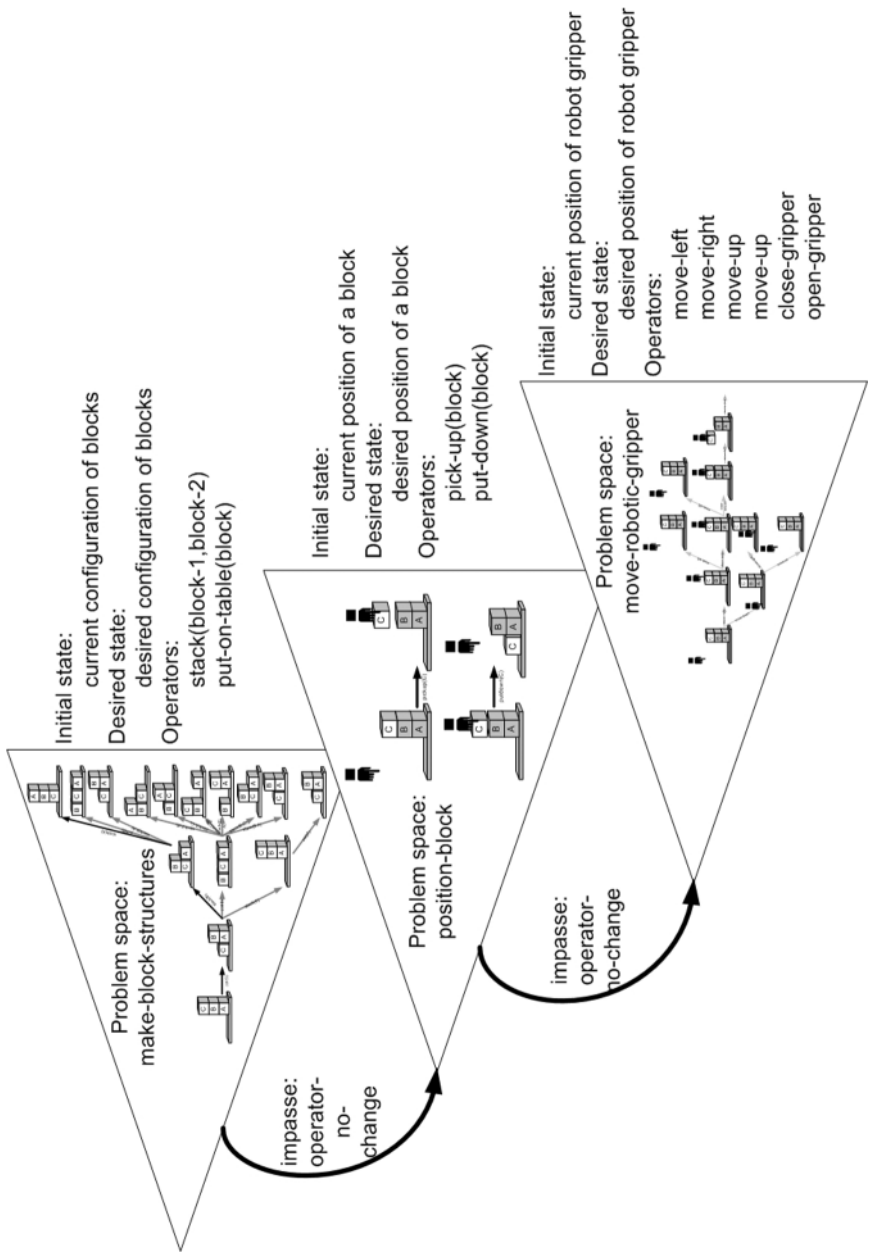 Problem space:
make-block-structures
Initial state:
current configuration of blocks
Desired state:
desired configuration of blocks
Operators:
stack(block-1,block-2)
put-on-table(block)
impasse:
operator-
no-
change
Problem space:
position-block
C
B
A
C
B
A
C
B
A
C
B
A
Initial state:
current position of a block
Desired state:
desired position of a block
Operators:
pick-up(block)
put-down(block)
impasse:
operator-
no-change
Problem space:
move-robotic-gripper
Initial state:
current position of robot gripper
Desired state:
desired position of robot gripper
Operators:
move-left
move-right
move-up
move-up
close-gripper
open-gripper